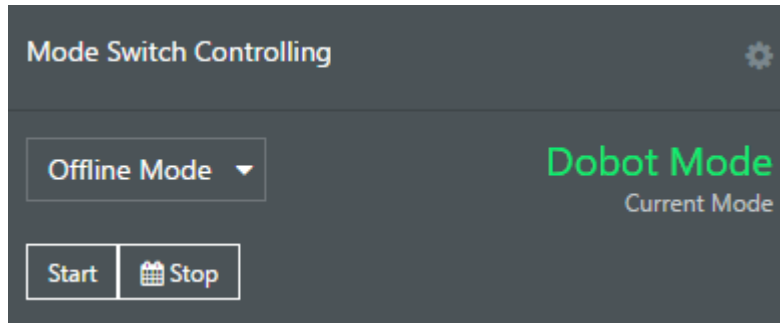 Mode Switch Controlling
Offline Mode
Dobot Mode
Current Mode
Start
Stop